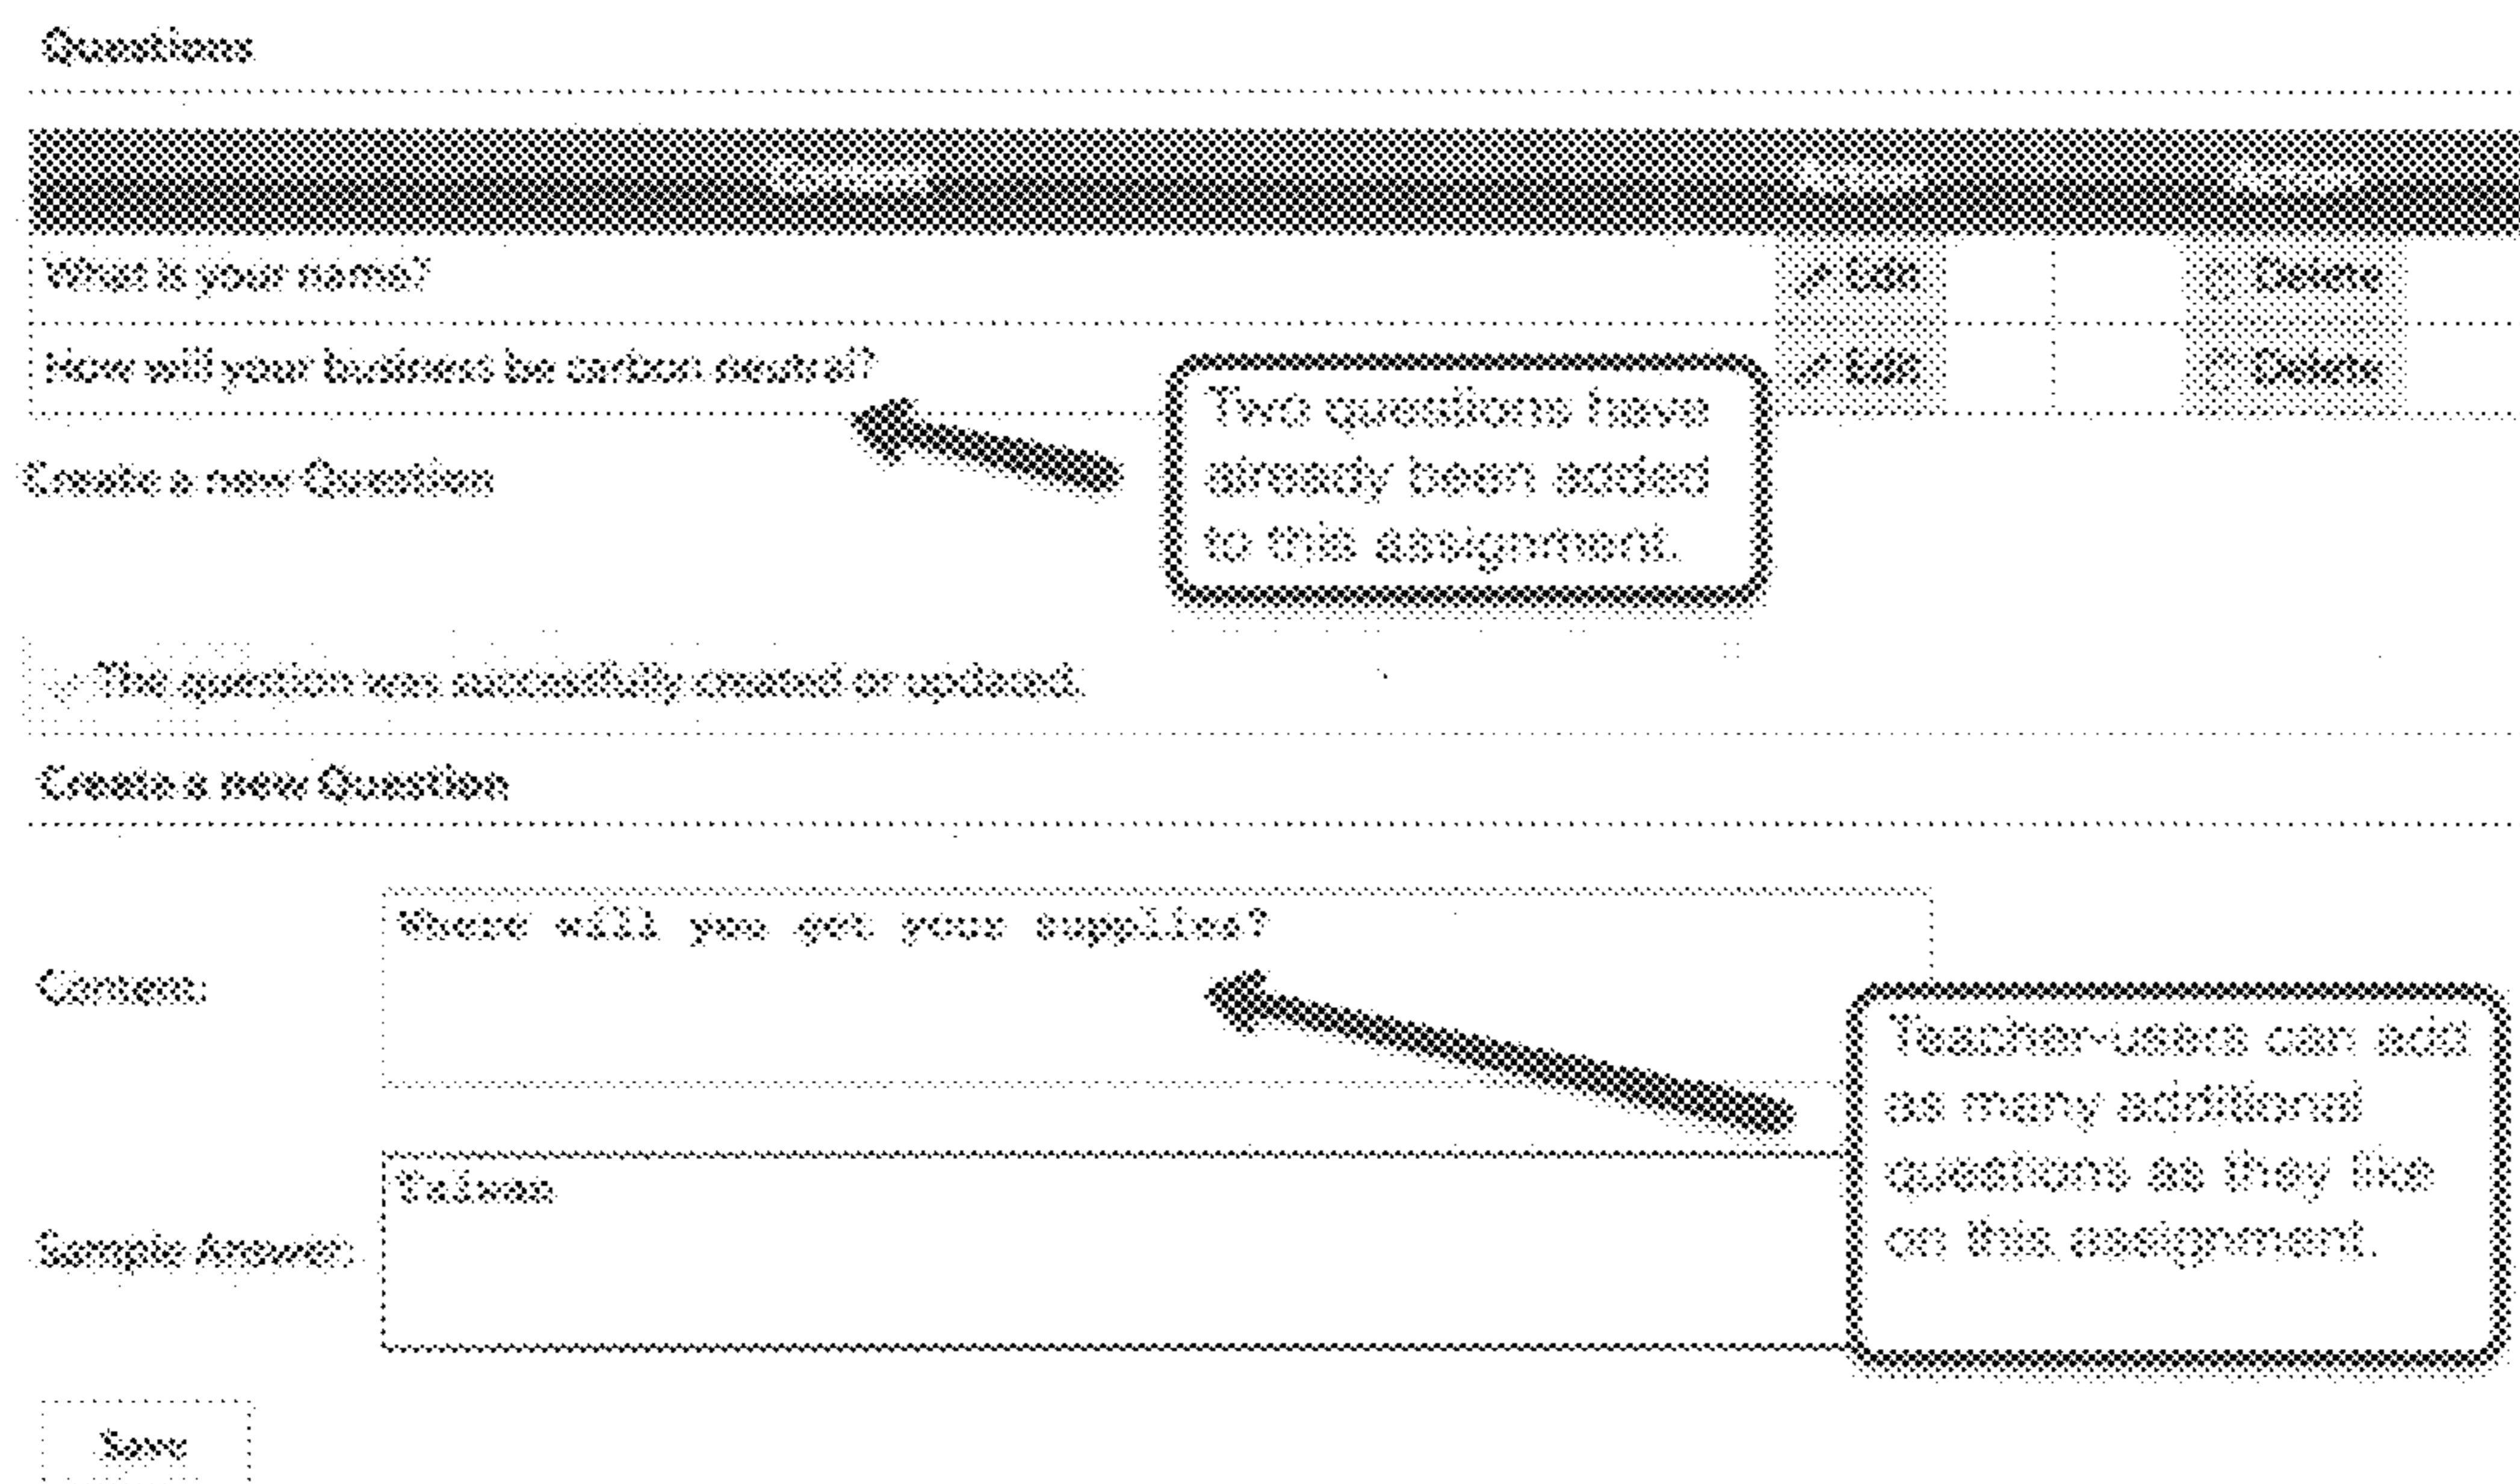 Questions
What is your name?
Edit
Delete
How will your business be carbon neutral?
Edit
Delete
Two questions have
already been added
to this assignment.
Create a new Question
The question was successfully created or updated.
Create a new Question
Content:
Where will you get your supplies?
Teacher-users can add
as many additional
questions as they like
on this assignment.
Sample Answer:
Taiwan
Save